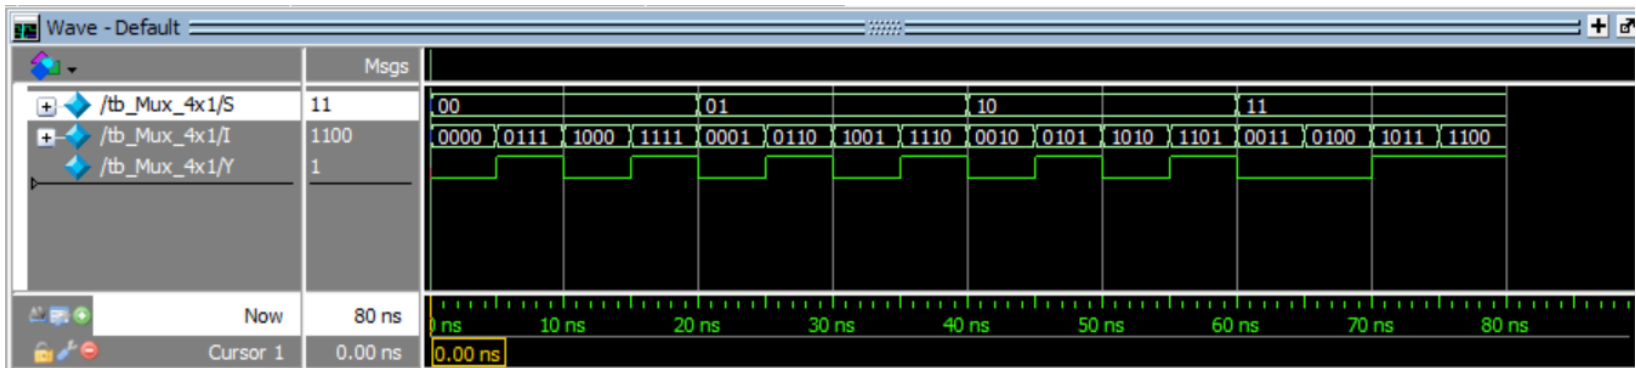 Wave - Default
Msgs
/tb_Mux_4x1/S 11 00 01 10 11
/tb_Mux_4x1/I 1100 0000 0111 1000 1111 0001 0110 1001 1110 0010 0101 1010 1101 0011 0100 1011 1100
/tb_Mux_4x1/Y 1
Now 80 ns ns 10 ns 20 ns 30 ns 40 ns 50 ns 60 ns 70 ns 80 ns
Cursor 1 0.00 ns 0.00 ns